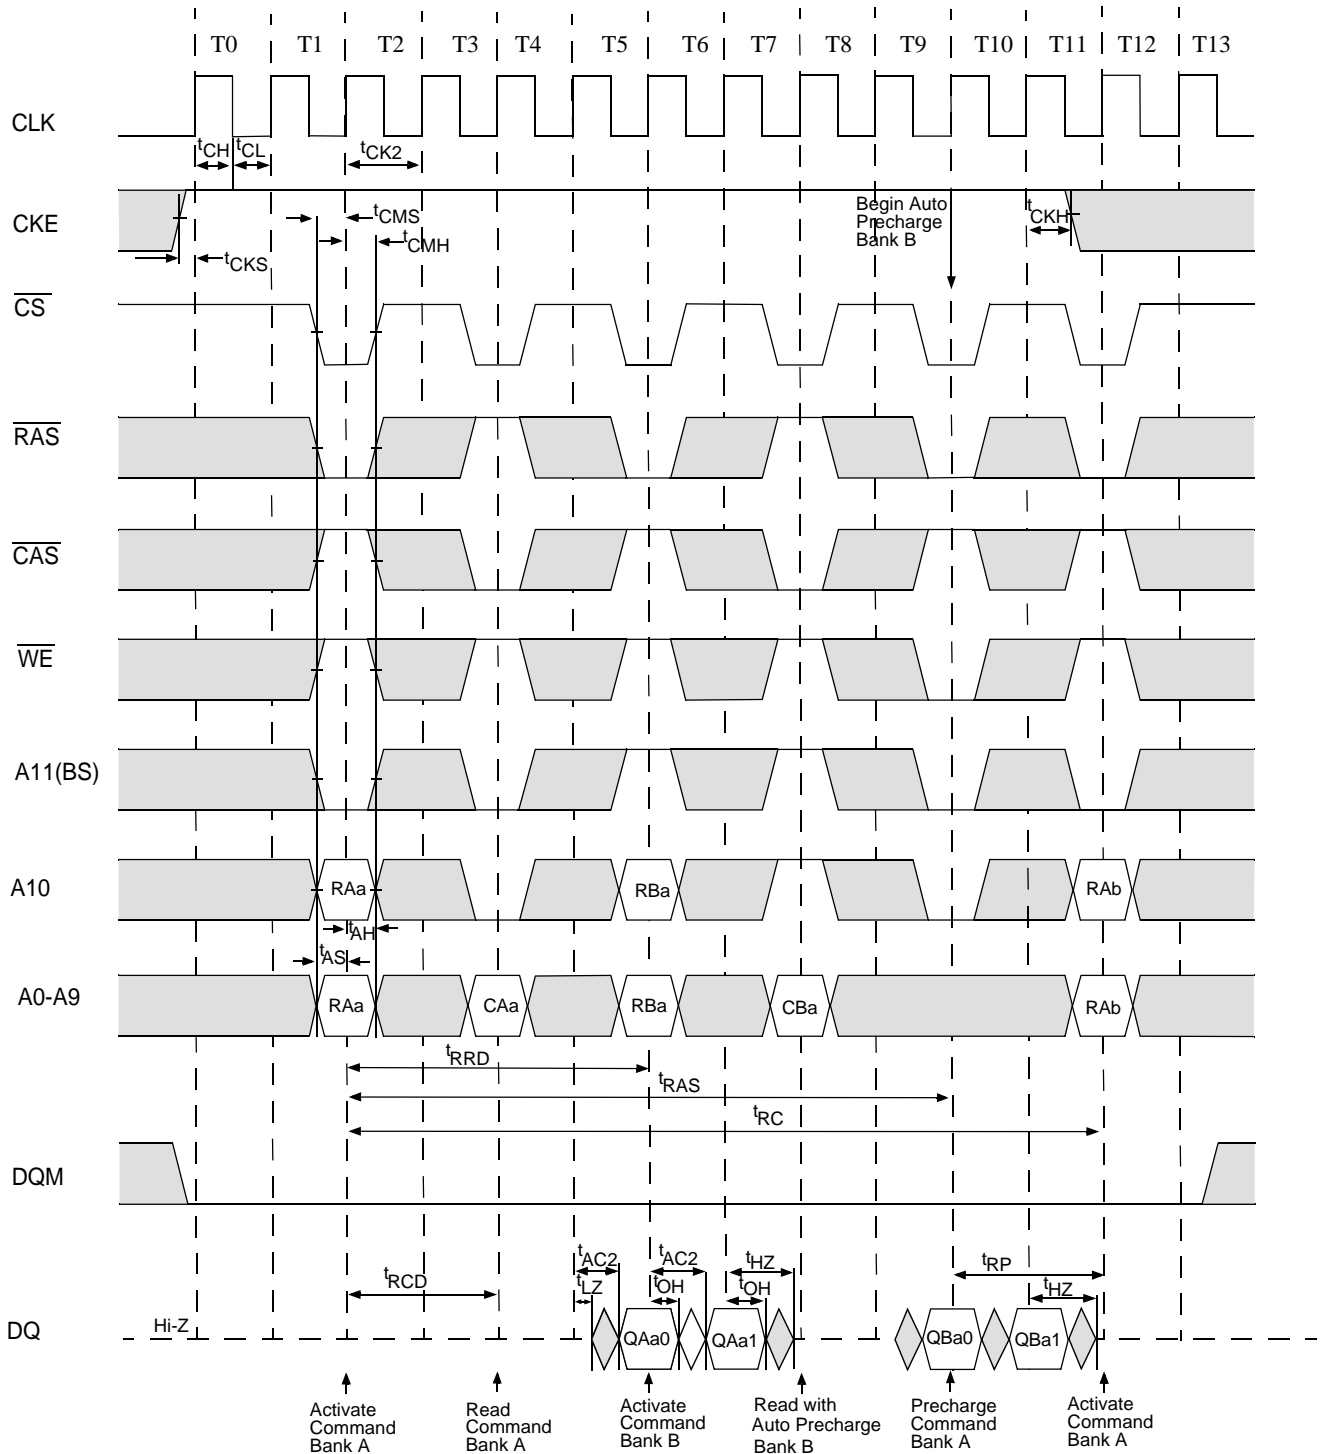 T0 T1 T2 T3 T4 T5 T6 T7 T8 T9 T10 T11 T12 T13
CLK
tCH tCL tCK2
CKE
tCMS
tCMH
tCKS
Begin Auto
Precharge
Bank B
tCKH
CS
RAS
CAS
WE
A11(BS)
A10
RAa RBa RAb
tAH
tAS
A0-A9
RAa CAa RBa CBa RAb
tRRD
tRAS
tRC
DQM
tRCD
tAC2 tAC2 tHZ
tLZ tOH tOH
tRP
tHZ
DQ
Hi-Z
QAa0 QAa1 QBa0 QBa1
Activate
Command
Bank A
Read
Command
Bank A
Activate
Command
Bank B
Read with
Auto Precharge
Bank B
Precharge
Command
Bank A
Activate
Command
Bank A